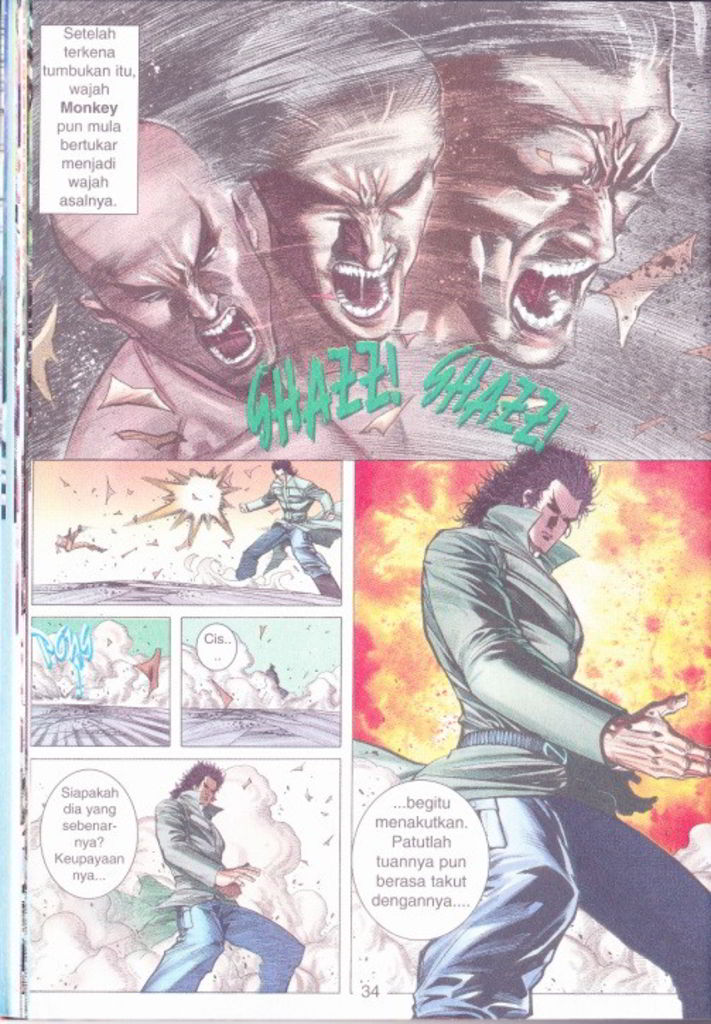 Setelah
terkena
tumbukan itu,
wajah
Monkey
pun mula
bertukar
menjadi
wajah
asalnya.
GHAZZ! GHAZZ!
Cis..
..
Siapakah
dia yang
sebenar-
nya?
Keupayaan
nya...
...begitu
menakutkan.
Patutlah
tuannya pun
berasa takut
dengannya....
34